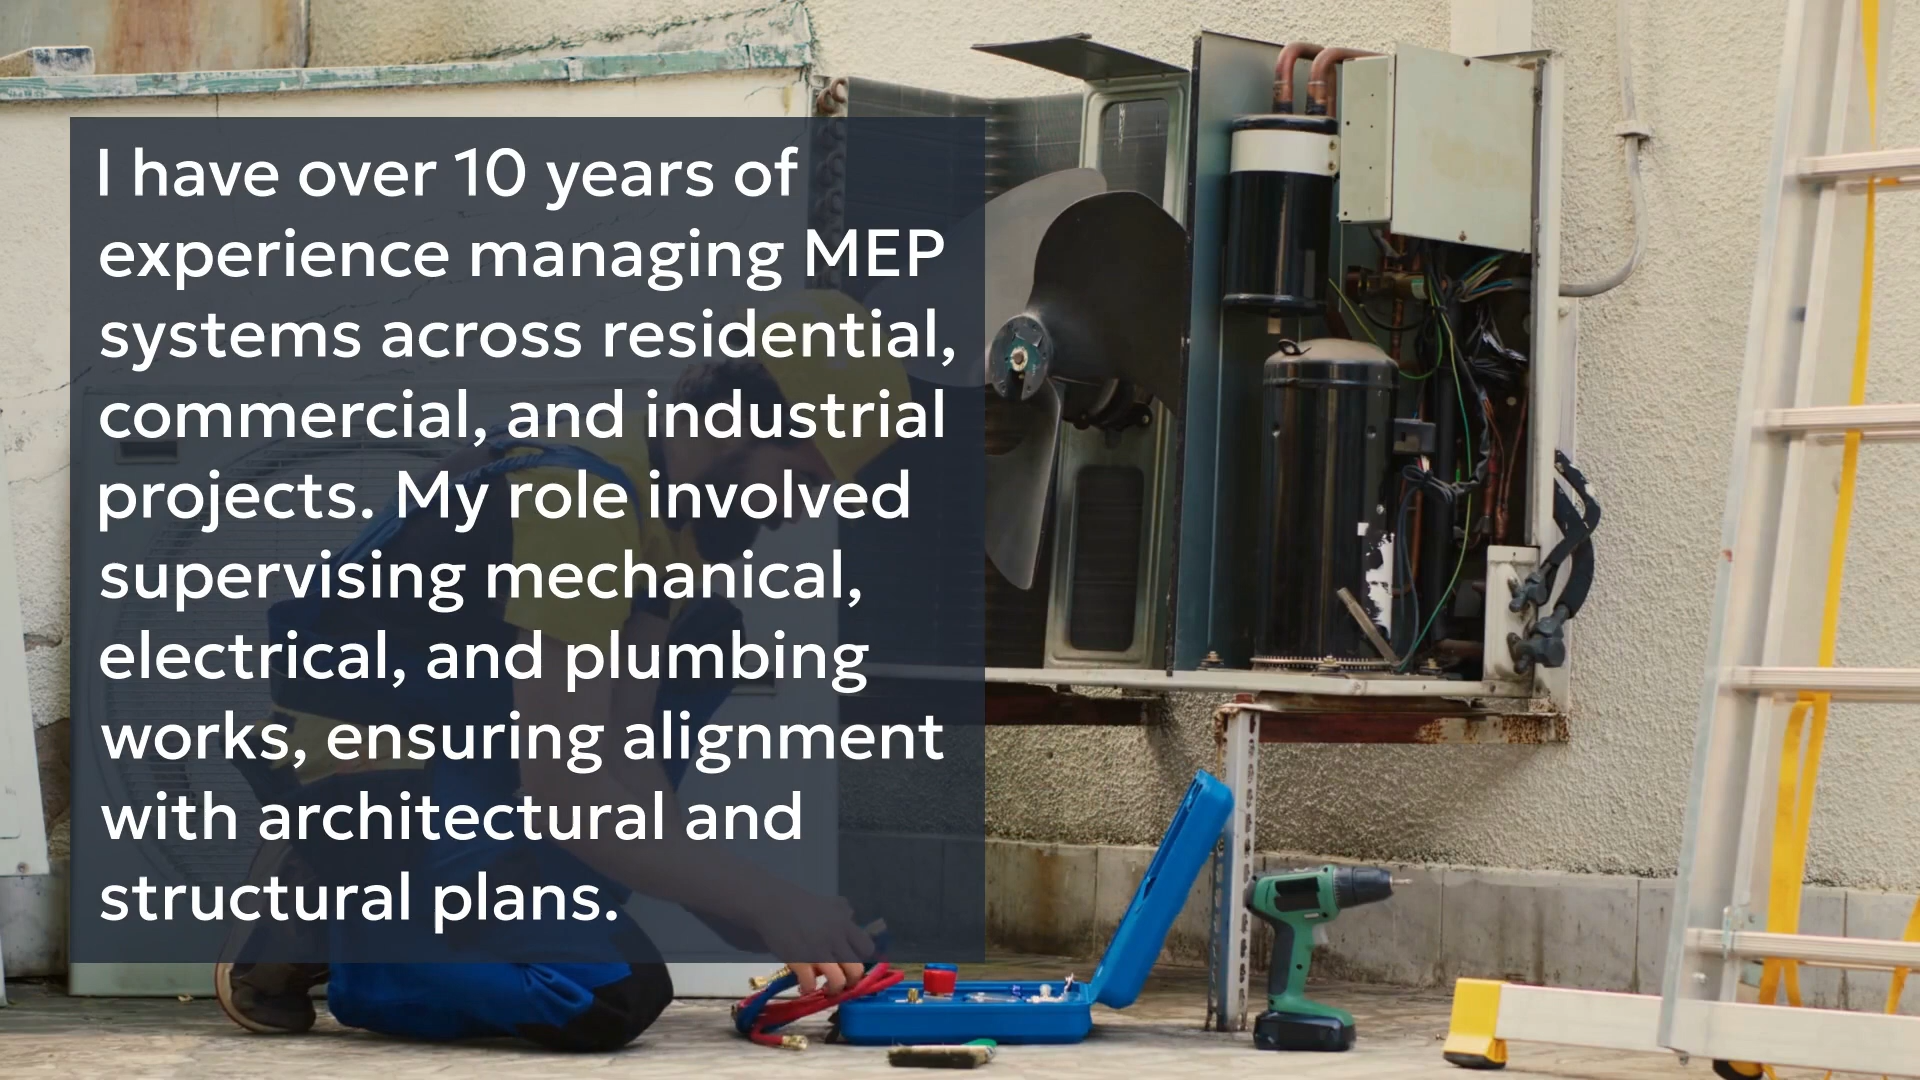 I have over 10 years of
experience managing MEP
systems across residential,
commercial, and industrial
projects. My role involved
supervising mechanical,
electrical, and plumbing
works, ensuring alignment
with architectural and
structural plans.